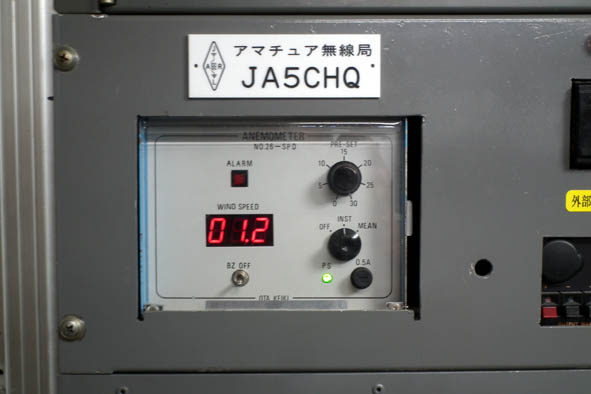 アマチュア無線局
JA5CHQ
ANEMOMETER
NO.26-SPD
PRE-SET
0 5 10 15 20 25 30
ALARM
WIND SPEED
01.2
OFF INST MEAN
BZ OFF
PS
0.5A
OTA KEIKI
外部